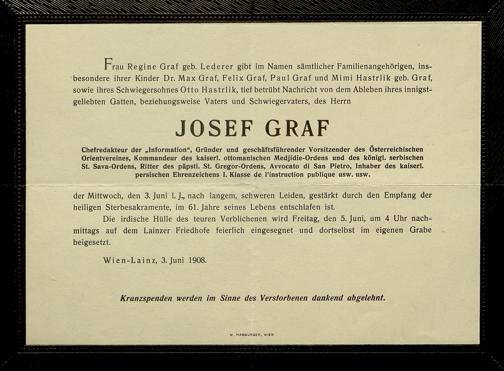 Frau Regine Graf geb. Lederer gibt im Namen sämtlicher Familienangehörigen, ins-
besondere ihrer Kinder Dr. Max Graf, Felix Graf, Paul Graf und Mimi Hastrlik geb. Graf,
sowie ihres Schwiegersohnes Otto Hastrlik, tief betrübt Nachricht von dem Ableben ihres innigst-
geliebten Gatten, beziehungsweise Vaters und Schwiegervaters, des Herrn
JOSEF GRAF
Chefredakteur der „Information“, Gründer und geschäftsführender Vorsitzender des Österreichischen
Orientvereines, Kommandeur des kaiserl. ottomanischen Medjidie-Ordens und des königl. serbischen
St. Sava-Ordens, Ritter des päpstl. St. Gregor-Ordens, Avvocato di San Pietro, Inhaber des kaiserl.
persischen Ehrenzeichens I. Klasse de l'instruction publique usw. usw.
der Mittwoch, den 3. Juni l. J., nach langem, schweren Leiden, gestärkt durch den Empfang der
heiligen Sterbesakramente, im 61. Jahre seines Lebens entschlafen ist.
Die irdische Hülle des teuren Verblichenen wird Freitag, den 5. Juni, um 4 Uhr nach-
mittags auf dem Lainzer Friedhofe feierlich eingesegnet und dortselbst im eigenen Grabe
beigesetzt.
Wien-Lainz, 3. Juni 1908.
Kranzspenden werden im Sinne des Verstorbenen dankend abgelehnt.
W. HAMBURGER, WIEN